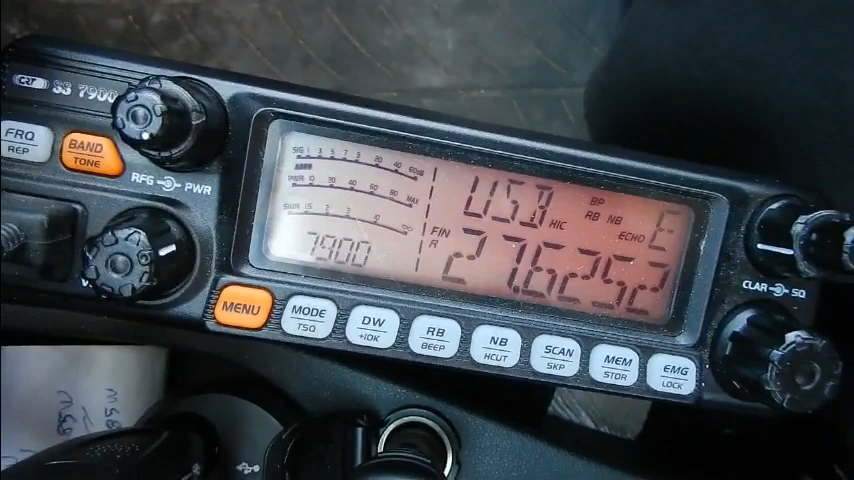 CRT SS 7900
FRQ
REP
BAND
TONE
RFG PWR
SIG 1 3 5 7 9 20 40 60dB
PWR 10 20 40 60 80 MAX
SWR 1.5 2 3 10 ∞
7900
USB HIC BP RB NB ECHO E
FIN R 27.6252
CLAR SQ
MENU
MODE
TSQ
DW
+10K
RB
BEEP
NB
HCUT
SCAN
SKP
MEM
STOR
EMG
LOCK